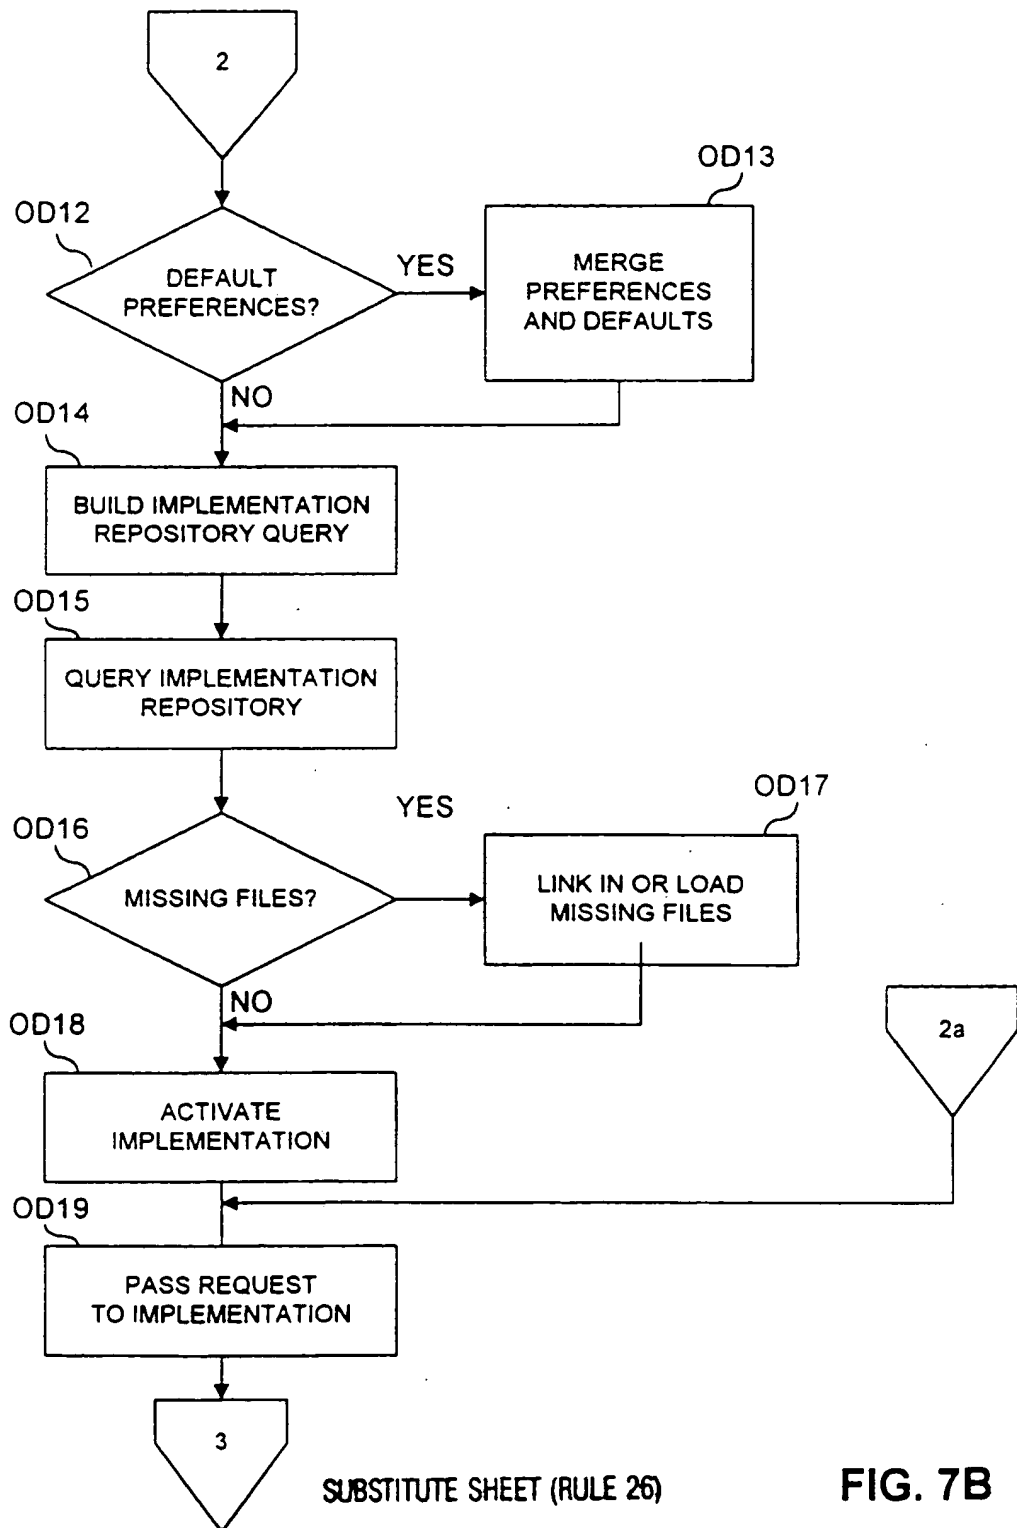 2
OD13
OD12
DEFAULT
PREFERENCES?
YES
MERGE
PREFERENCES
AND DEFAULTS
NO
OD14
BUILD IMPLEMENTATION
REPOSITORY QUERY
OD15
QUERY IMPLEMENTATION
REPOSITORY
YES
OD17
OD16
MISSING FILES?
LINK IN OR LOAD
MISSING FILES
NO
OD18
2a
ACTIVATE
IMPLEMENTATION
OD19
PASS REQUEST
TO IMPLEMENTATION
3
SUBSTITUTE SHEET (RULE 26)
FIG. 7B